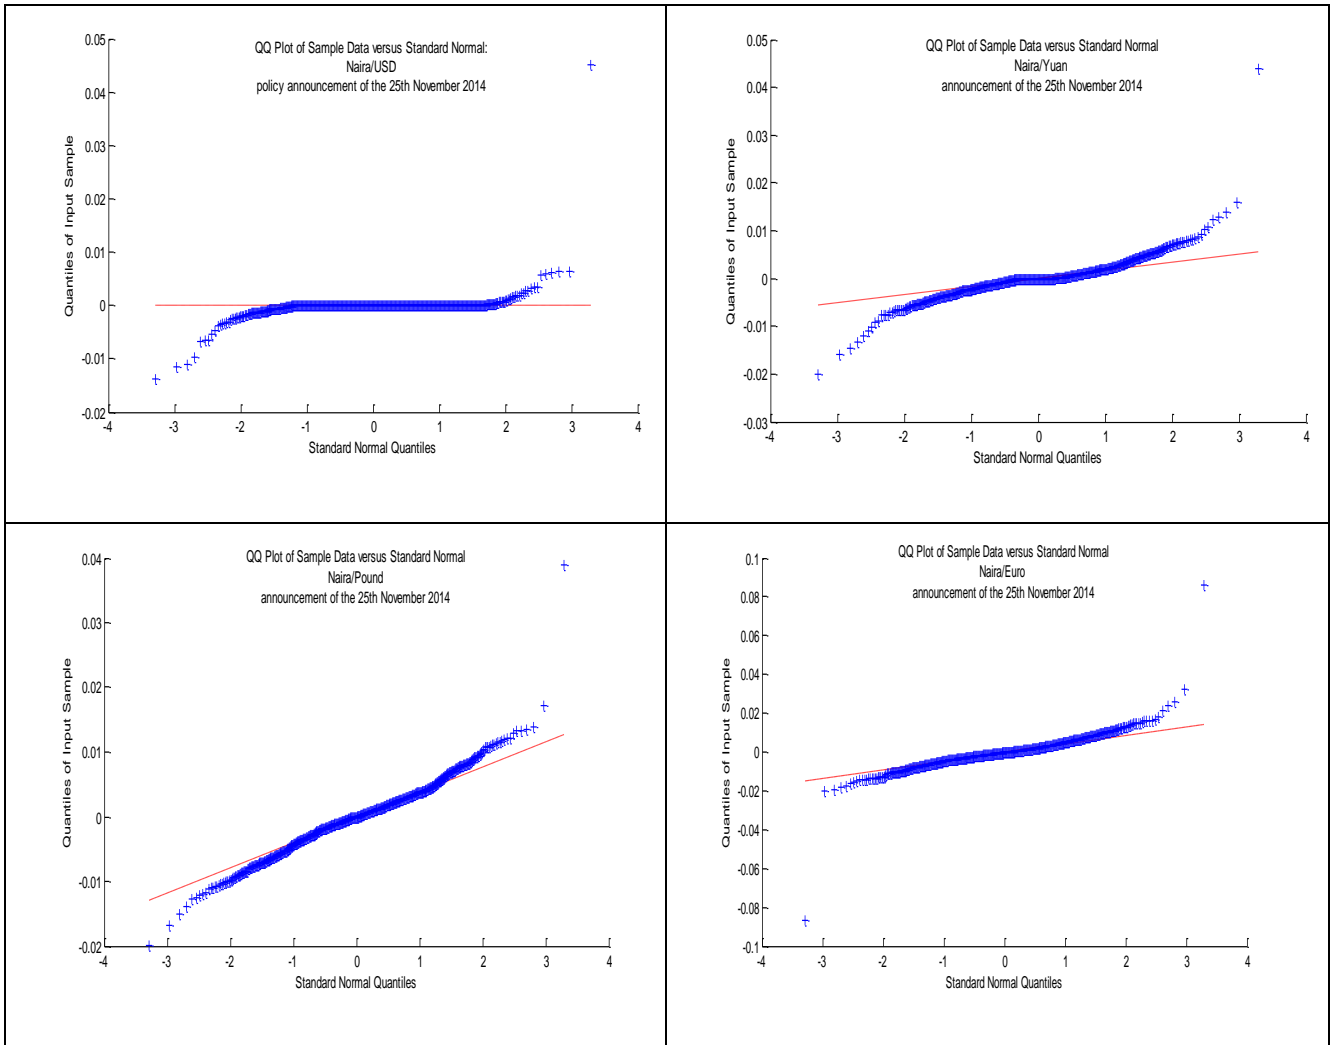 QQ Plot of Sample Data versus Standard Normal:
Naira/USD
policy announcement of the 25th November 2014
Quantiles of Input Sample
0.05
0.04
0.03
0.02
0.01
0
-0.01
-0.02
-4 -3 -2 -1 0 1 2 3 4
Standard Normal Quantiles
QQ Plot of Sample Data versus Standard Normal
Naira/Yuan
announcement of the 25th November 2014
Quantiles of Input Sample
0.05
0.04
0.03
0.02
0.01
0
-0.01
-0.02
-0.03
-4 -3 -2 -1 0 1 2 3 4
Standard Normal Quantiles
QQ Plot of Sample Data versus Standard Normal
Naira/Pound
announcement of the 25th November 2014
Quantiles of Input Sample
0.04
0.03
0.02
0.01
0
-0.01
-0.02
-4 -3 -2 -1 0 1 2 3 4
Standard Normal Quantiles
QQ Plot of Sample Data versus Standard Normal
Naira/Euro
announcement of the 25th November 2014
Quantiles of Input Sample
0.1
0.08
0.06
0.04
0.02
0
-0.02
-0.04
-0.06
-0.08
-0.1
-4 -3 -2 -1 0 1 2 3 4
Standard Normal Quantiles